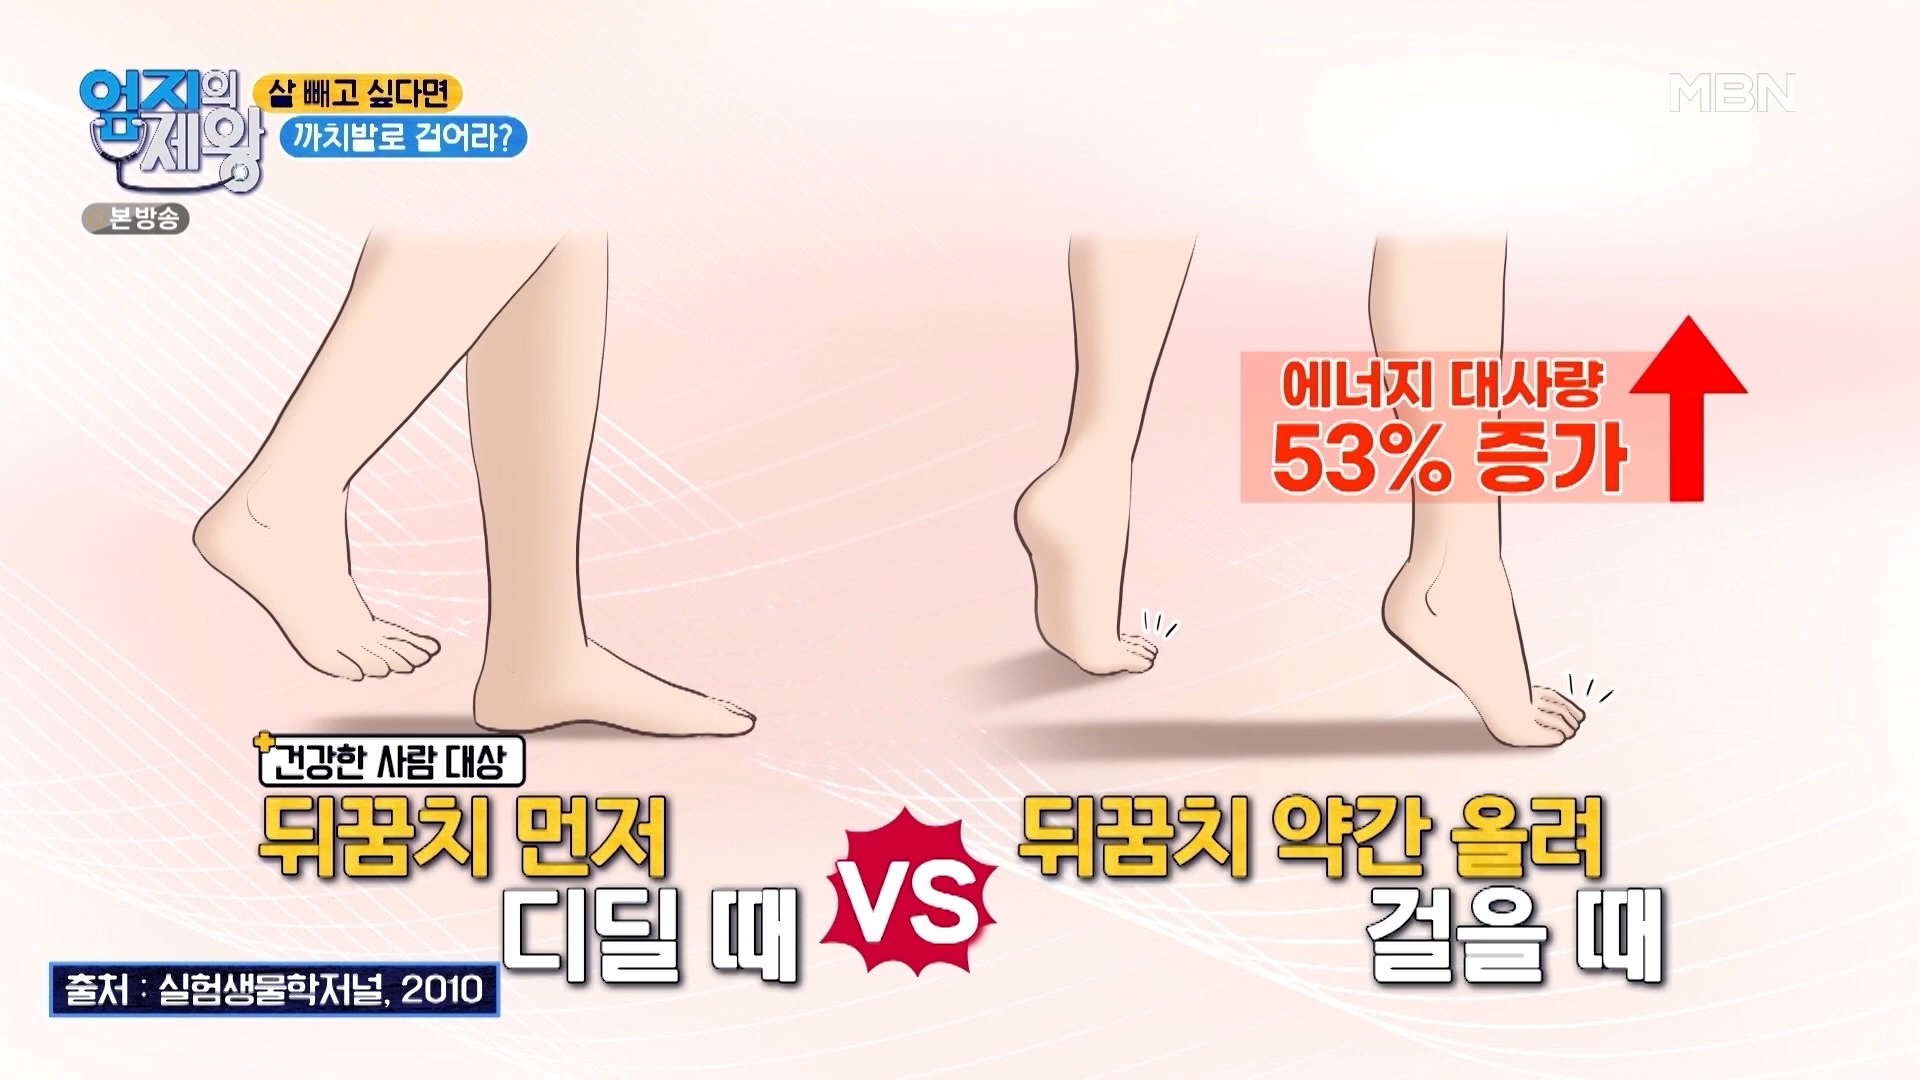 엄지의 제왕
살 빼고 싶다면
까치발로 걸어라?
본방송
MBN
에너지 대사량
53% 증가
건강한 사람 대상
뒤꿈치 먼저
디딜 때
VS
뒤꿈치 약간 올려
걸을 때
출처 : 실험생물학저널, 2010